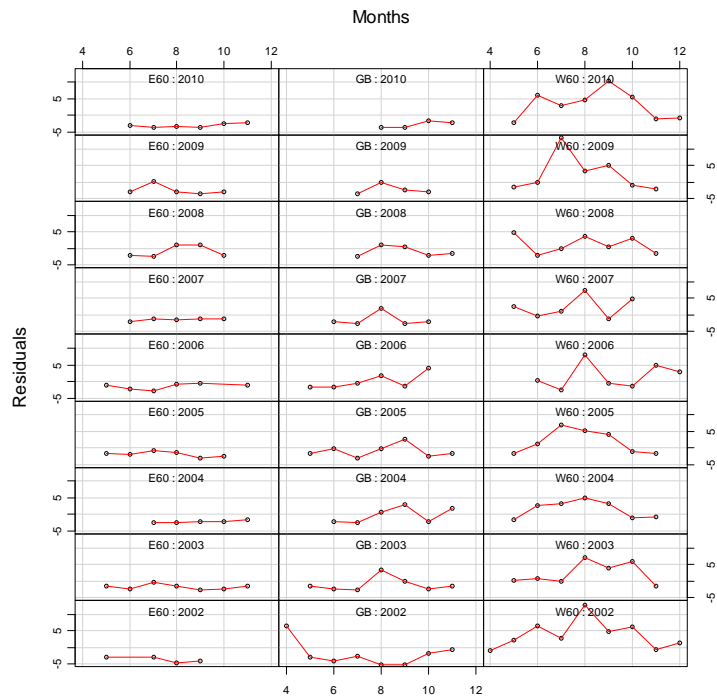 Months
4 6 8 10 12 4 6 8 10 12
E60 : 2010 GB : 2010 W60 : 2010
5
-5
E60 : 2009 GB : 2009 W60 : 2009
5
-5
E60 : 2008 GB : 2008 W60 : 2008
5
-5
E60 : 2007 GB : 2007 W60 : 2007
5
-5
E60 : 2006 GB : 2006 W60 : 2006
5
-5
E60 : 2005 GB : 2005 W60 : 2005
5
-5
E60 : 2004 GB : 2004 W60 : 2004
5
-5
E60 : 2003 GB : 2003 W60 : 2003
5
-5
E60 : 2002 GB : 2002 W60 : 2002
5
-5
4 6 8 10 12
Residuals